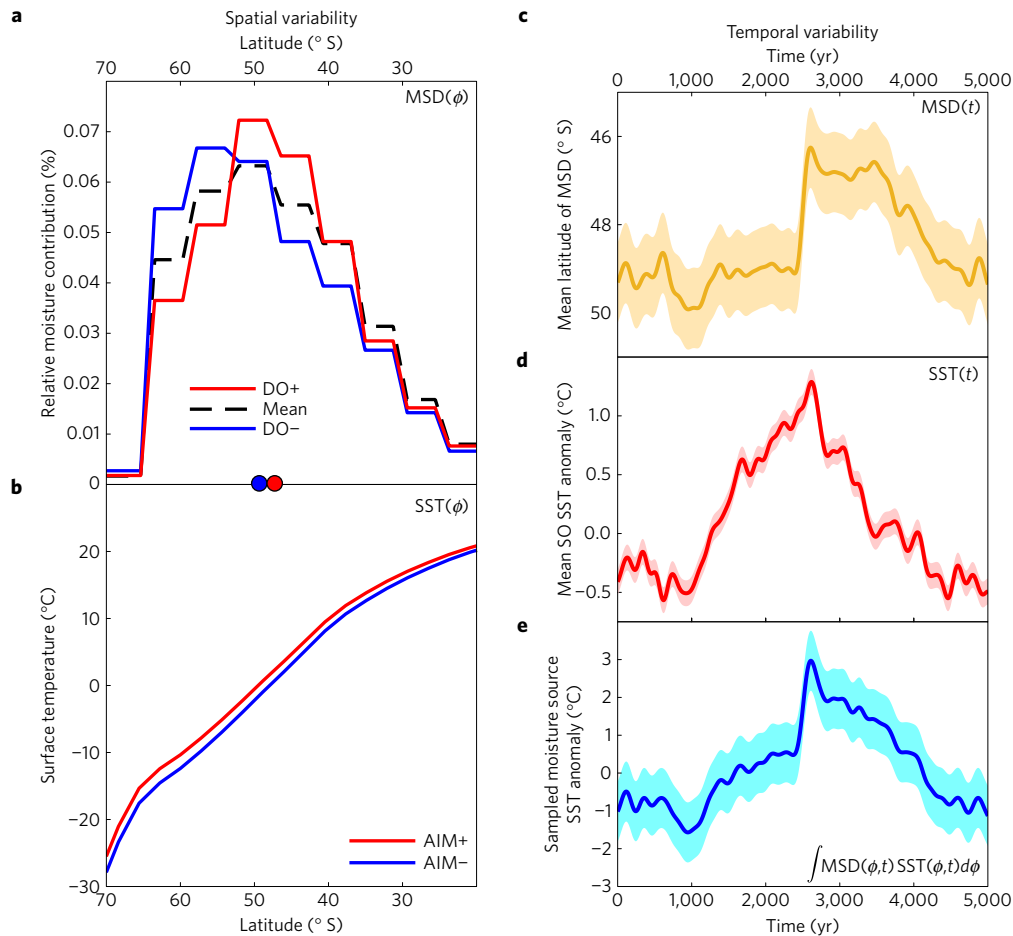 a
Spatial variability
Latitude (° S)
70 60 50 40 30
MSD(ϕ)
Relative moisture contribution (%)
0.07
0.06
0.05
0.04
0.03
0.02
0.01
0
DO+
Mean
DO−
b
SST(ϕ)
Surface temperature (°C)
20
10
0
−10
−20
−30
AIM+
AIM−
70 60 50 40 30
Latitude (° S)
c
Temporal variability
Time (yr)
0 1,000 2,000 3,000 4,000 5,000
MSD(t)
Mean latitude of MSD (° S)
46
48
50
d
SST(t)
Mean SO SST anomaly (°C)
1.0
0.5
0.0
−0.5
e
Sampled moisture source
SST anomaly (°C)
3
2
1
0
−1
−2
−3
∫MSD(ϕ,t) SST(ϕ,t)dϕ
0 1,000 2,000 3,000 4,000 5,000
Time (yr)